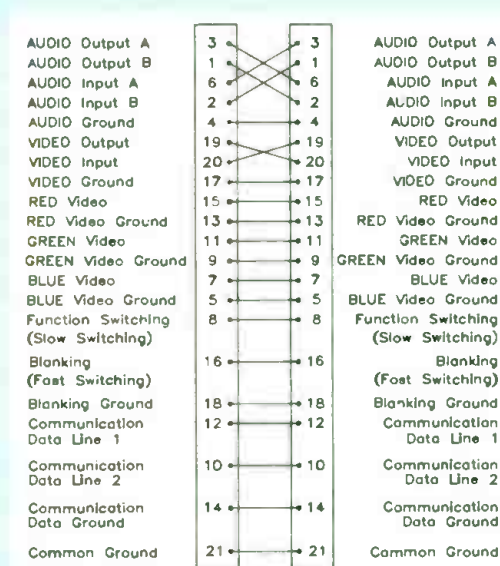 AUDIO Output A 3 3 AUDIO Output A
AUDIO Output B 1 1 AUDIO Output B
AUDIO Input A 6 6 AUDIO Input A
AUDIO Input B 2 2 AUDIO Input B
AUDIO Ground 4 4 AUDIO Ground
VIDEO Output 19 19 VIDEO Output
VIDEO Input 20 20 VIDEO Input
VIDEO Ground 17 17 VIDEO Ground
RED Video 15 15 RED Video
RED Video Ground 13 13 RED Video Ground
GREEN Video 11 11 GREEN Video
GREEN Video Ground 9 9 GREEN Video Ground
BLUE Video 7 7 BLUE Video
BLUE Video Ground 5 5 BLUE Video Ground
Function Switching 8 8 Function Switching
(Slow Switching) (Slow Switching)
Blanking 16 16 Blanking
(Fast Switching) (Fast Switching)
Blanking Ground 18 18 Blanking Ground
Communication 12 12 Communication
Data Line 1 Data Line 1
Communication 10 10 Communication
Data Line 2 Data Line 2
Communication 14 14 Communication
Data Ground Data Ground
Common Ground 21 21 Common Ground